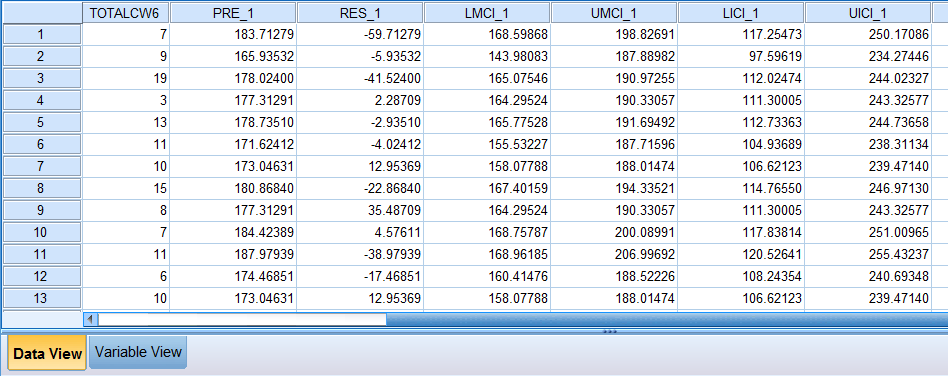 TOTALCW6 PRE_1 RES_1 LMCI_1 UMCI_1 LICI_1 UICI_1
1 7 183.71279 -59.71279 168.59868 198.82691 117.25473 250.17086
2 9 165.93532 -5.93532 143.98083 187.88982 97.59619 234.27446
3 19 178.02400 -41.52400 165.07546 190.97255 112.02474 244.02327
4 3 177.31291 2.28709 164.29524 190.33057 111.30005 243.32577
5 13 178.73510 -2.93510 165.77528 191.69492 112.73363 244.73658
6 11 171.62412 -4.02412 155.53227 187.71596 104.93689 238.31134
7 10 173.04631 12.95369 158.07788 188.01474 106.62123 239.47140
8 15 180.86840 -22.86840 167.40159 194.33521 114.76550 246.97130
9 8 177.31291 35.48709 164.29524 190.33057 111.30005 243.32577
10 7 184.42389 4.57611 168.75787 200.08991 117.83814 251.00965
11 11 187.97939 -38.97939 168.96185 206.99692 120.52641 255.43237
12 6 174.46851 -17.46851 160.41476 188.52226 108.24354 240.69348
13 10 173.04631 12.95369 158.07788 188.01474 106.62123 239.47140
Data View Variable View